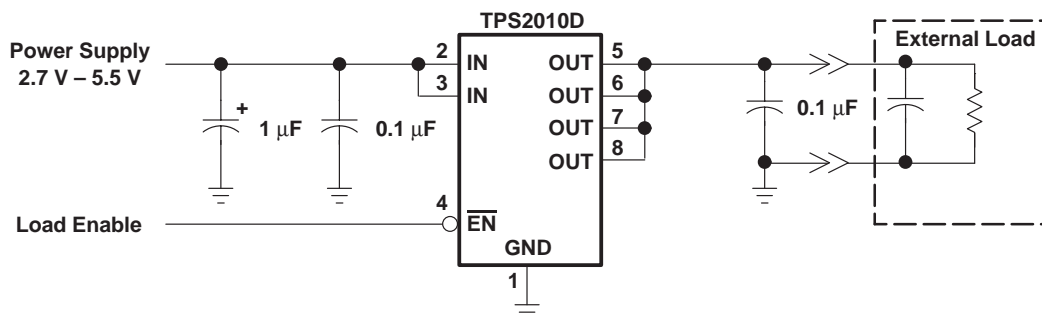 TPS2010D
External Load
Power Supply
2.7 V – 5.5 V
2
IN
OUT
5
3
IN
OUT
6
+
1 μF
0.1 μF
OUT
7
0.1 μF
OUT
8
4
Load Enable
EN
GND
1